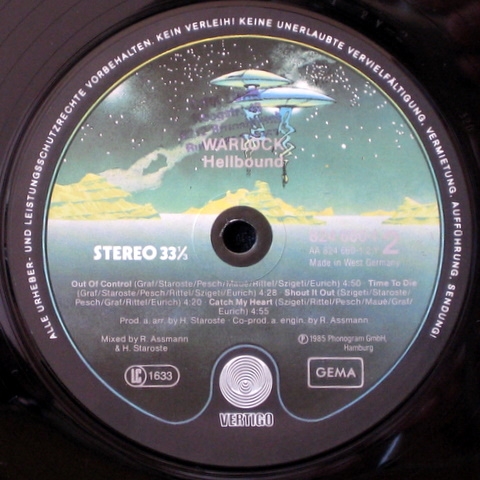 ALLE URHEBER- UND LEISTUNGSSCHUTZRECHTE VORBEHALTEN. KEIN VERLEIH! KEINE UNERLAUBTE VERVIELFÄLTIGUNG, VERMIETUNG, AUFFÜHRUNG, SENDUNG!
WARLOCK
Hellbound
STEREO 33⅓
2
Made in West Germany
Out Of Control (Graf/Staroste/Pesch/Maué/Rittel/Szigeti/Eurich) 4:50 Time To Die
(Graf/Staroste/Pesch/Rittel/Szigeti/Eurich) 4:28 Shout It Out (Szigeti/Staroste/
Pesch/Graf/Rittel/Eurich) 4:20 Catch My Heart (Szigeti/Rittel/Pesch/Maué/Graf/
Eurich) 4:55
Prod. a. arr. by H. Staroste · Co-prod. a. engin. by R. Assmann
Mixed by R. Assmann
& H. Staroste
Ⓟ 1985 Phonogram GmbH,
Hamburg
LC 1633
GEMA
VERTIGO